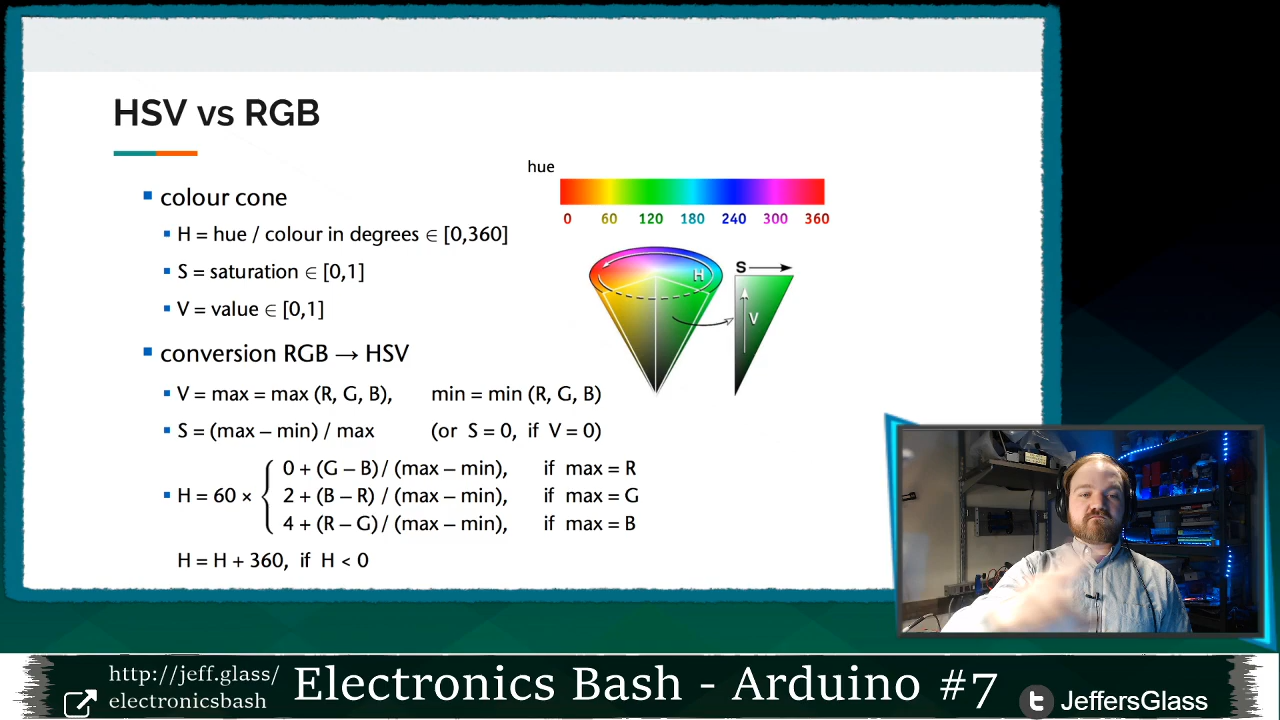 HSV vs RGB
colour cone
H = hue / colour in degrees ∈ [0,360]
S = saturation ∈ [0,1]
V = value ∈ [0,1]
conversion RGB → HSV
V = max = max (R, G, B), min = min (R, G, B)
S = (max – min) / max (or S = 0, if V = 0)
H = 60 ×
0 + (G – B) / (max – min), if max = R
2 + (B – R) / (max – min), if max = G
4 + (R – G) / (max – min), if max = B
H = H + 360, if H < 0
hue
0 60 120 180 240 300 360
H
S
V
http://jeff.glass/
electronicsbash
Electronics Bash - Arduino #7
JeffersGlass